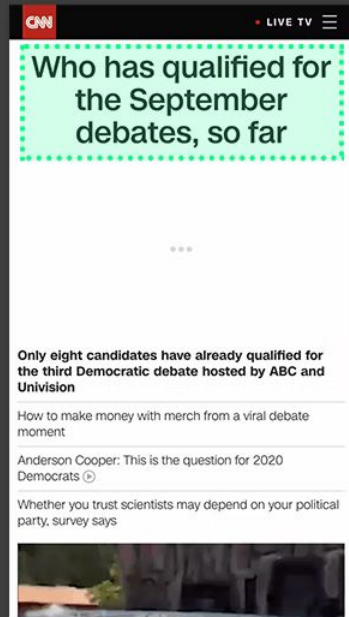 CNN
LIVE TV
Who has qualified for
the September
debates, so far
Only eight candidates have already qualified for
the third Democratic debate hosted by ABC and
Univision
How to make money with merch from a viral debate
moment
Anderson Cooper: This is the question for 2020
Democrats
Whether you trust scientists may depend on your political
party, survey says